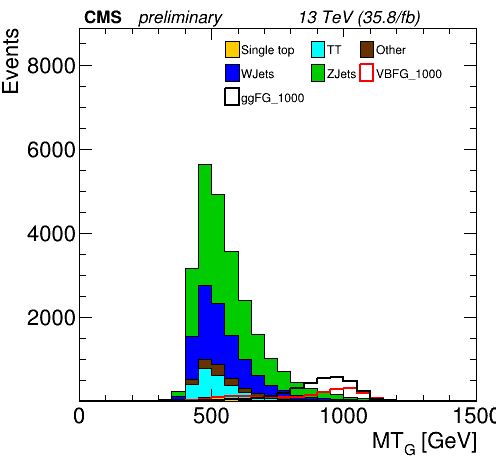 CMS preliminary 13 TeV (35.8/fb)
Events
Single top TT Other
WJets ZJets VBFG_1000
ggFG_1000
8000
6000
4000
2000
0 500 1000 1500
MT_G [GeV]